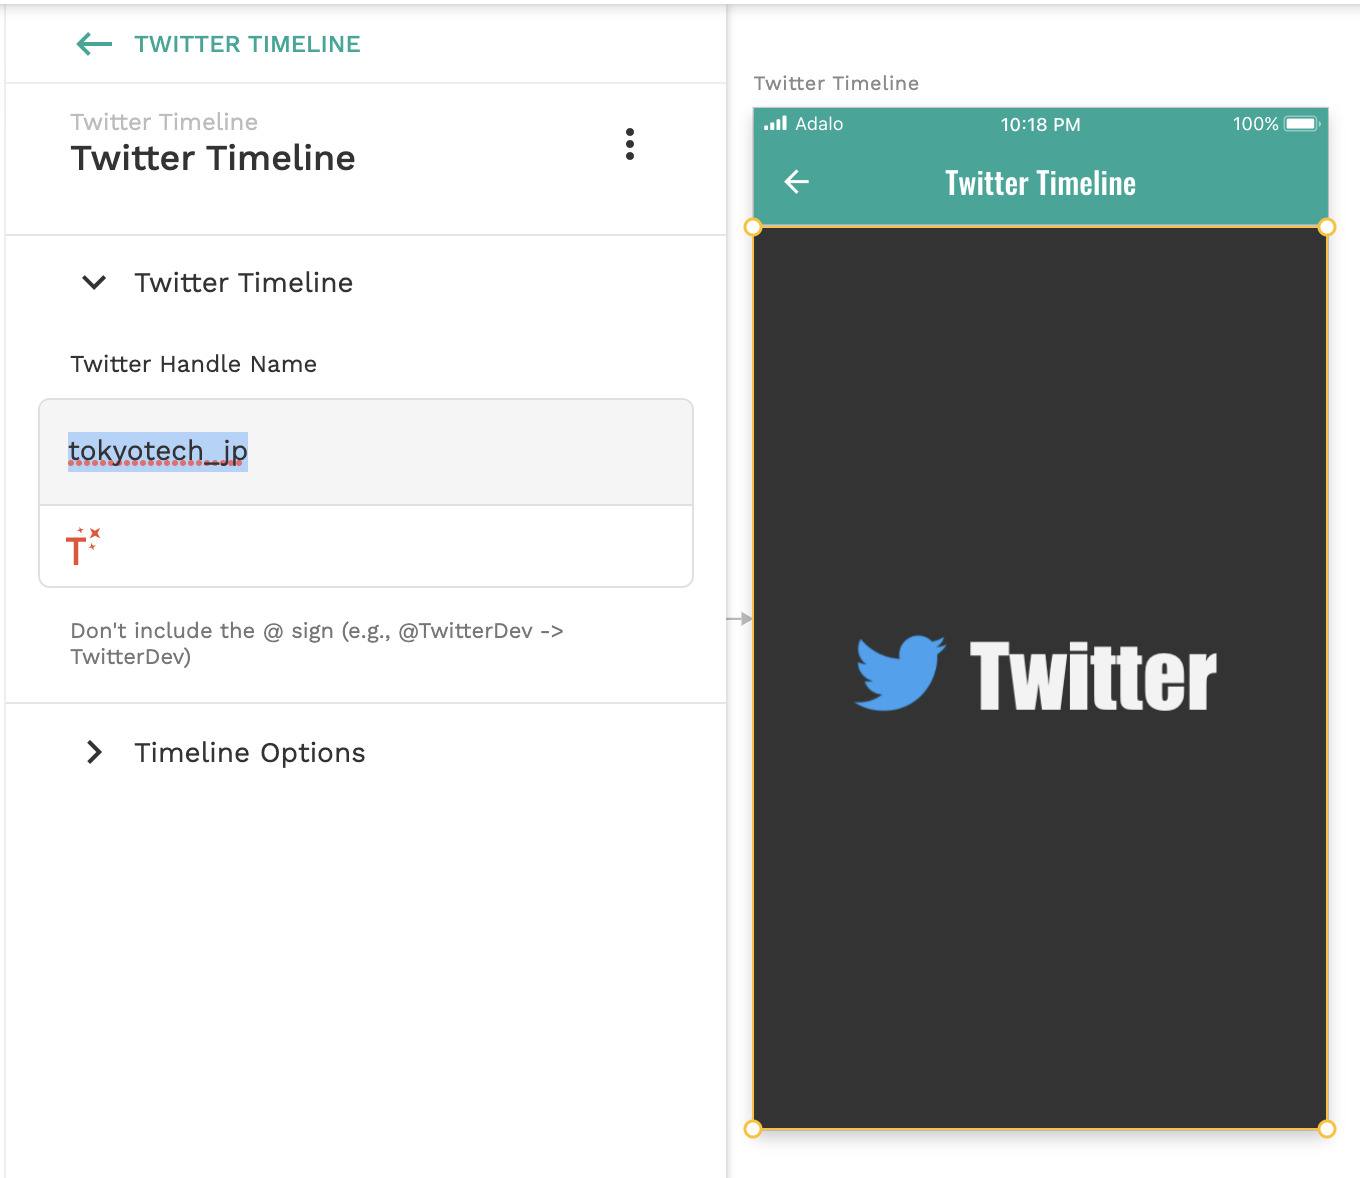 TWITTER TIMELINE
Twitter Timeline
Twitter Timeline
Twitter Timeline
Twitter Handle Name
tokyotech_jp
T
Don't include the @ sign (e.g., @TwitterDev ->
TwitterDev)
Timeline Options
Twitter Timeline
Adalo 10:18 PM 100%
Twitter Timeline
Twitter